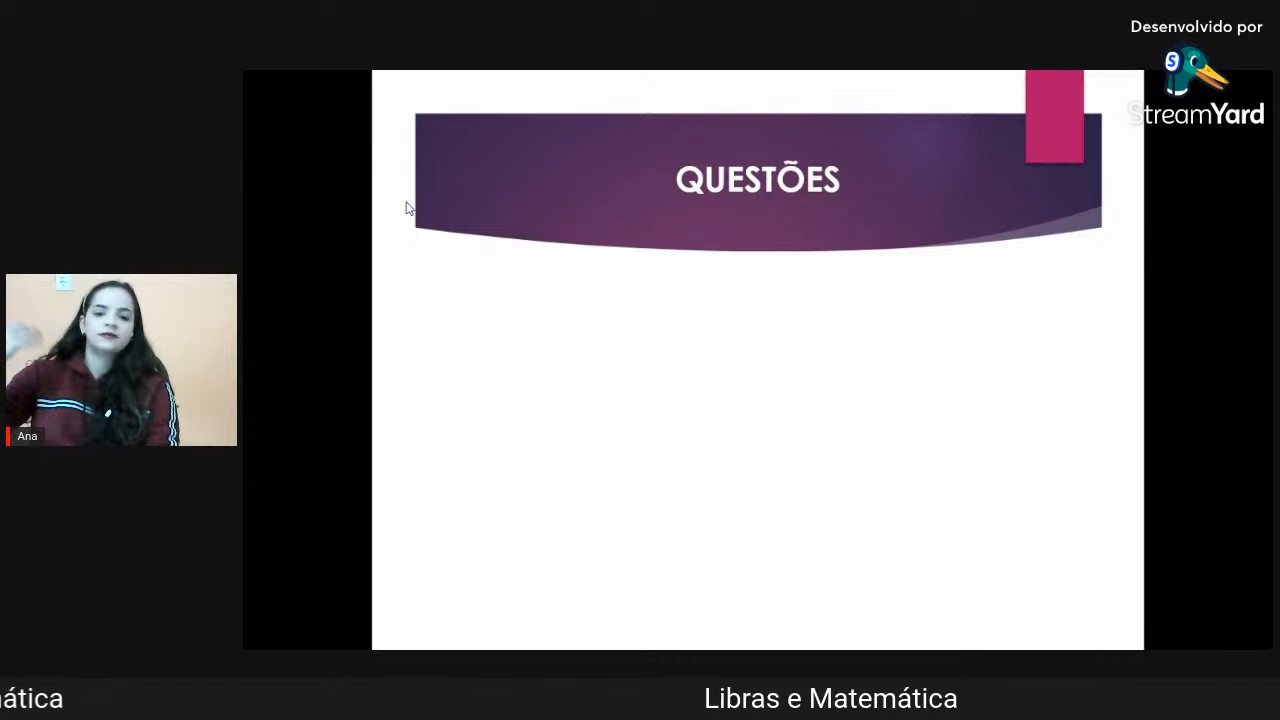 Desenvolvido por
S
StreamYard
QUESTÕES
Ana
ática
Libras e Matemática